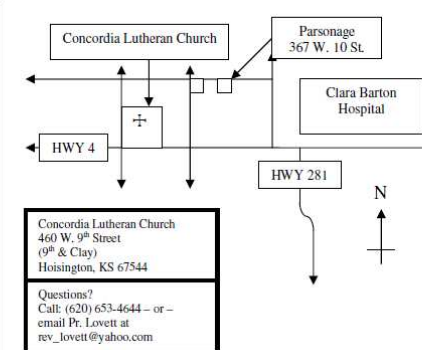 Concordia Lutheran Church
Parsonage
367 W. 10 St.
Clara Barton
Hospital
HWY 4
HWY 281
N
Concordia Lutheran Church
460 W. 9th Street
(9th & Clay)
Hoisington, KS 67544
Questions?
Call: (620) 653-4644 – or –
email Pr. Lovett at
rev_lovett@yahoo.com